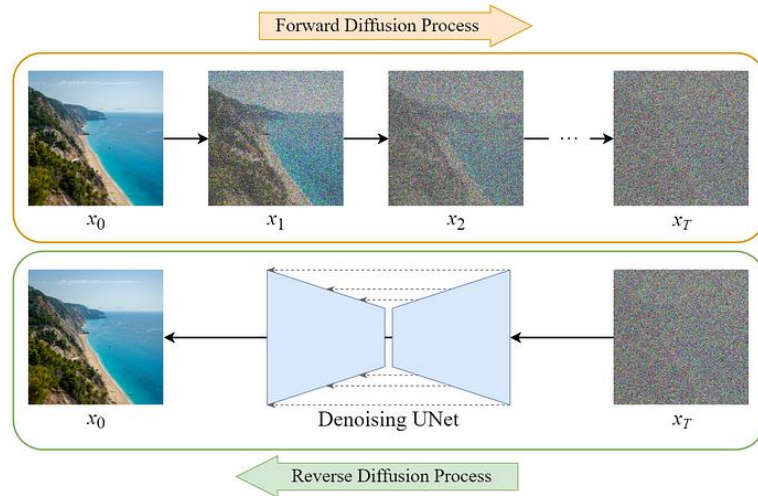 Forward Diffusion Process
...
x0 x1 x2 xT
x0 Denoising UNet xT
Reverse Diffusion Process